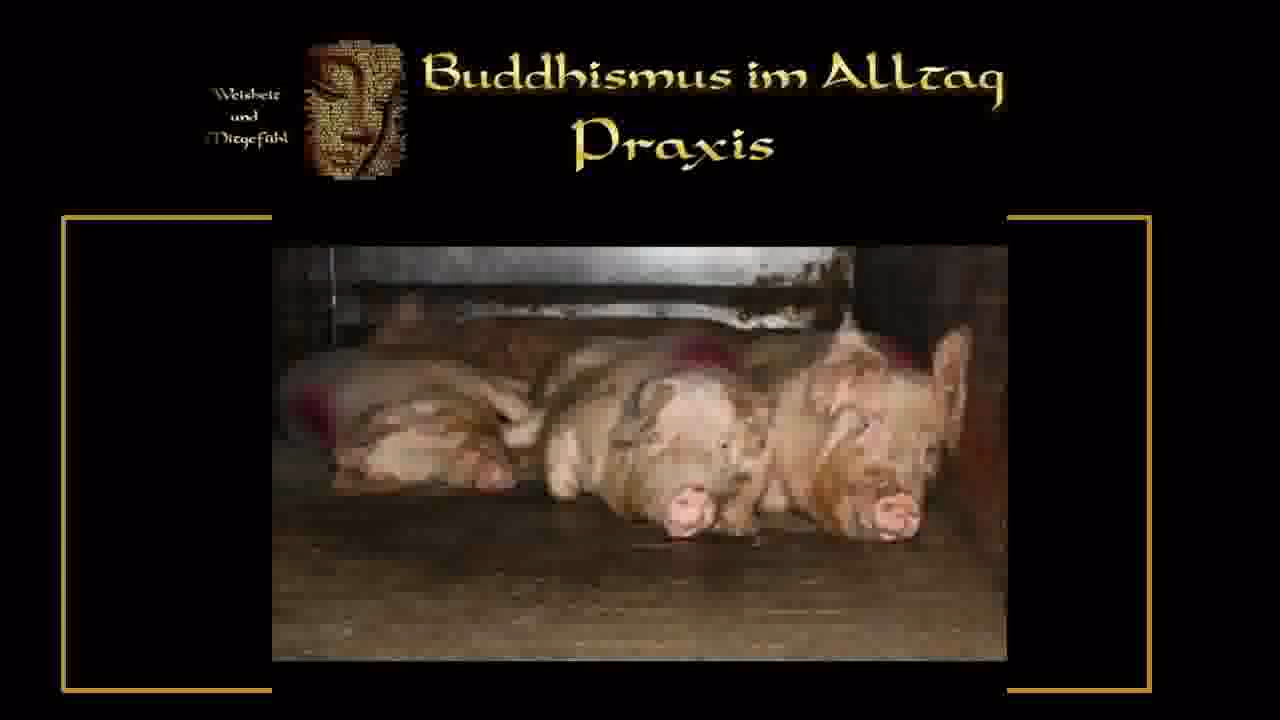 Buddhismus im Alltag
Praxis
Weisheit
und
Mitgefühl